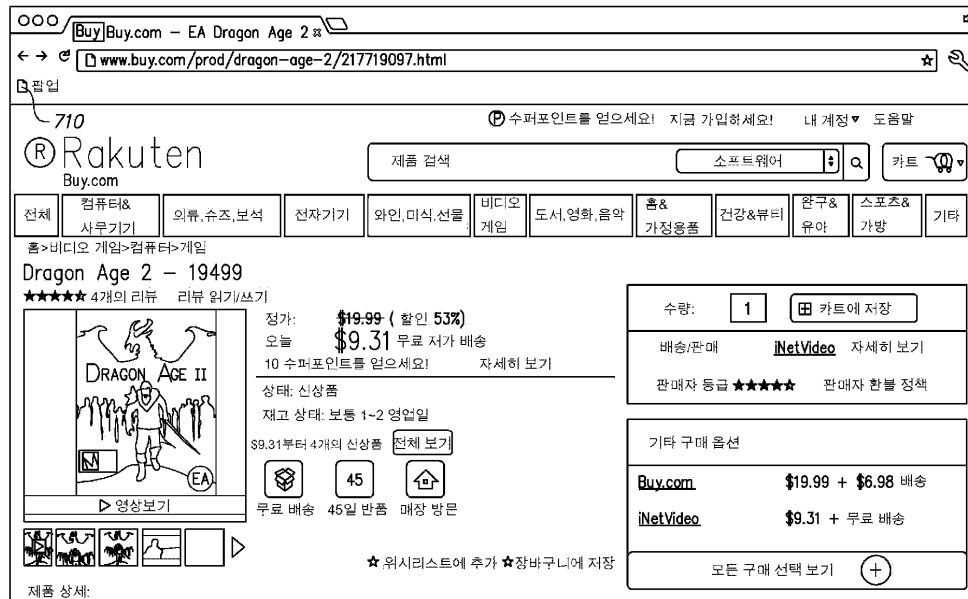 Buy Buy.com – EA Dragon Age 2
www.buy.com/prod/dragon-age-2/217719097.html
팝업
710
Ⓟ 수퍼포인트를 얻으세요! 지금 가입하세요! 내 계정▼ 도움말
Ⓡ Rakuten
Buy.com
제품 검색 소프트웨어 카트
전체 컴퓨터& 사무기기 의류,슈즈,보석 전자기기 와인,미식,선물 비디오 게임 도서,영화,음악 홈& 가정용품 건강&뷰티 완구& 유아 스포츠& 가방 기타
홈>비디오 게임>컴퓨터>게임
Dragon Age 2 – 19499
★★★★☆ 4개의 리뷰 리뷰 읽기/쓰기
DRAGON AGE II
EA
▷ 영상보기
정가: $19.99 ( 할인 53%)
오늘 $9.31 무료 저가 배송
10 수퍼포인트를 얻으세요! 자세히 보기
상태: 신상품
재고 상태: 보통 1~2 영업일
$9.31부터 4개의 신상품 전체 보기
45
무료 배송 45일 반품 매장 방문
☆ 위시리스트에 추가 ☆장바구니에 저장
수량: 1 카트에 저장
배송/판매 iNetVideo 자세히 보기
판매자 등급 ★★★★☆ 판매자 환불 정책
기타 구매 옵션
Buy.com $19.99 + $6.98 배송
iNetVideo $9.31 + 무료 배송
모든 구매 선택 보기 +
제품 상세: